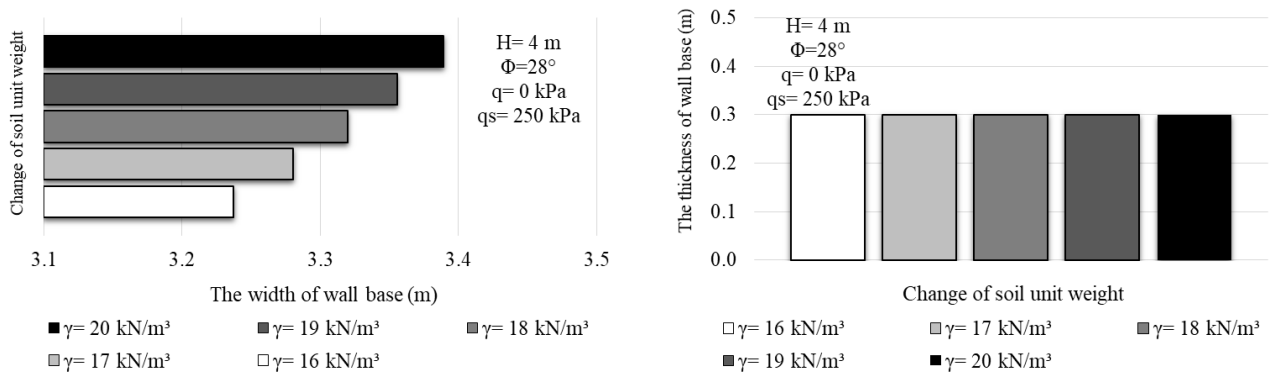 Change of soil unit weight
H= 4 m
Φ=28°
q= 0 kPa
qs= 250 kPa
3.1 3.2 3.3 3.4 3.5
The width of wall base (m)
γ= 20 kN/m³ γ= 19 kN/m³ γ= 18 kN/m³
γ= 17 kN/m³ γ= 16 kN/m³
The thickness of wall base (m)
0.5
0.4
0.3
0.2
0.1
0.0
H= 4 m
Φ=28°
q= 0 kPa
qs= 250 kPa
Change of soil unit weight
γ= 16 kN/m³ γ= 17 kN/m³ γ= 18 kN/m³
γ= 19 kN/m³ γ= 20 kN/m³